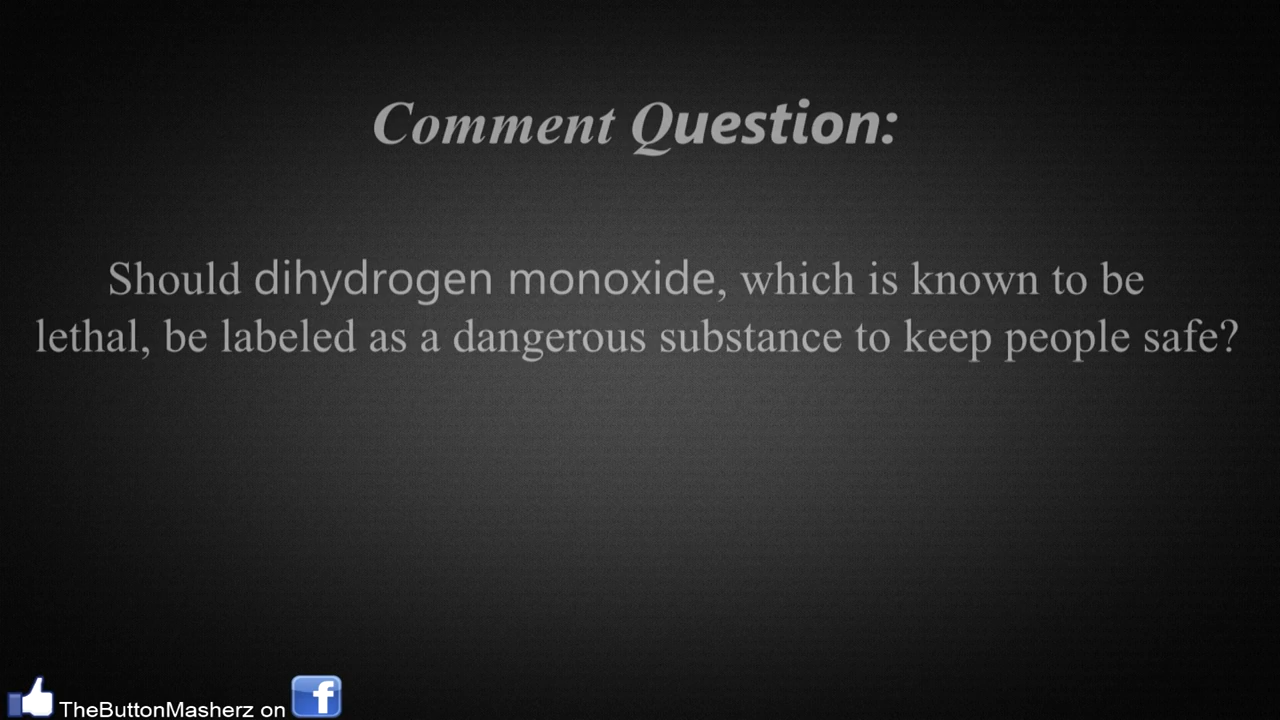 Comment Question:
Should dihydrogen monoxide, which is known to be
lethal, be labeled as a dangerous substance to keep people safe?
TheButtonMasherz on